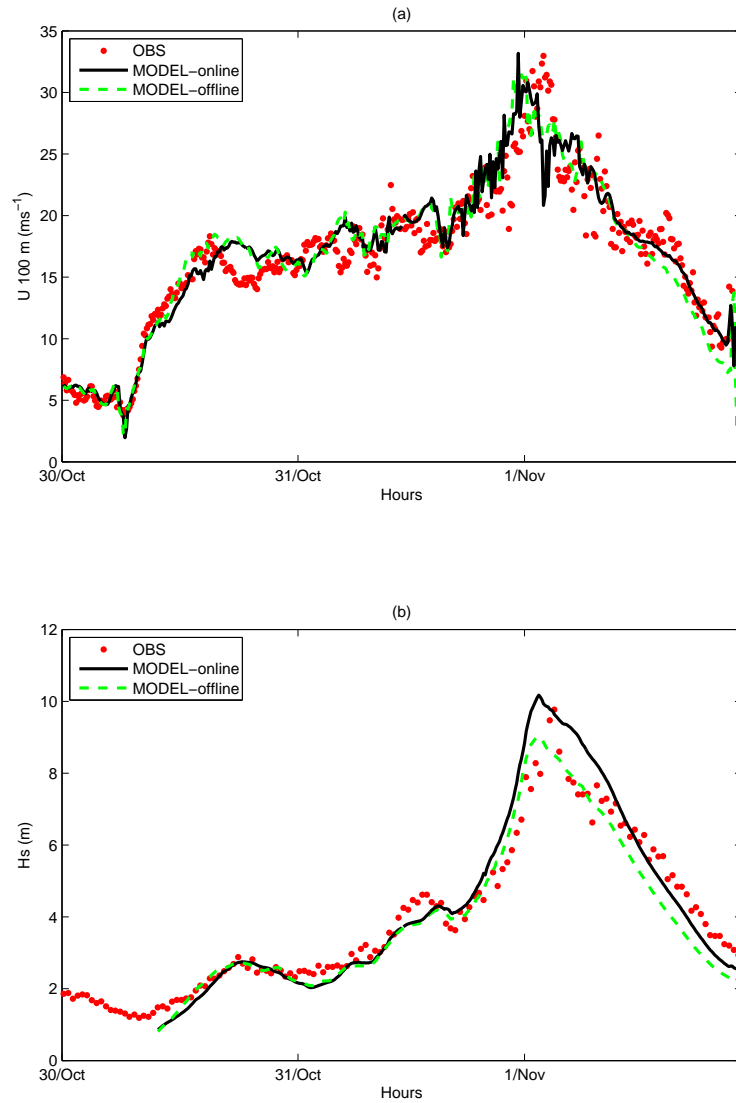 (a)
35
30
25
20
15
10
5
0
U 100 m (ms⁻¹)
OBS
MODEL−online
MODEL−offline
30/Oct 31/Oct 1/Nov
Hours
(b)
12
10
8
6
4
2
0
Hs (m)
OBS
MODEL−online
MODEL−offline
30/Oct 31/Oct 1/Nov
Hours